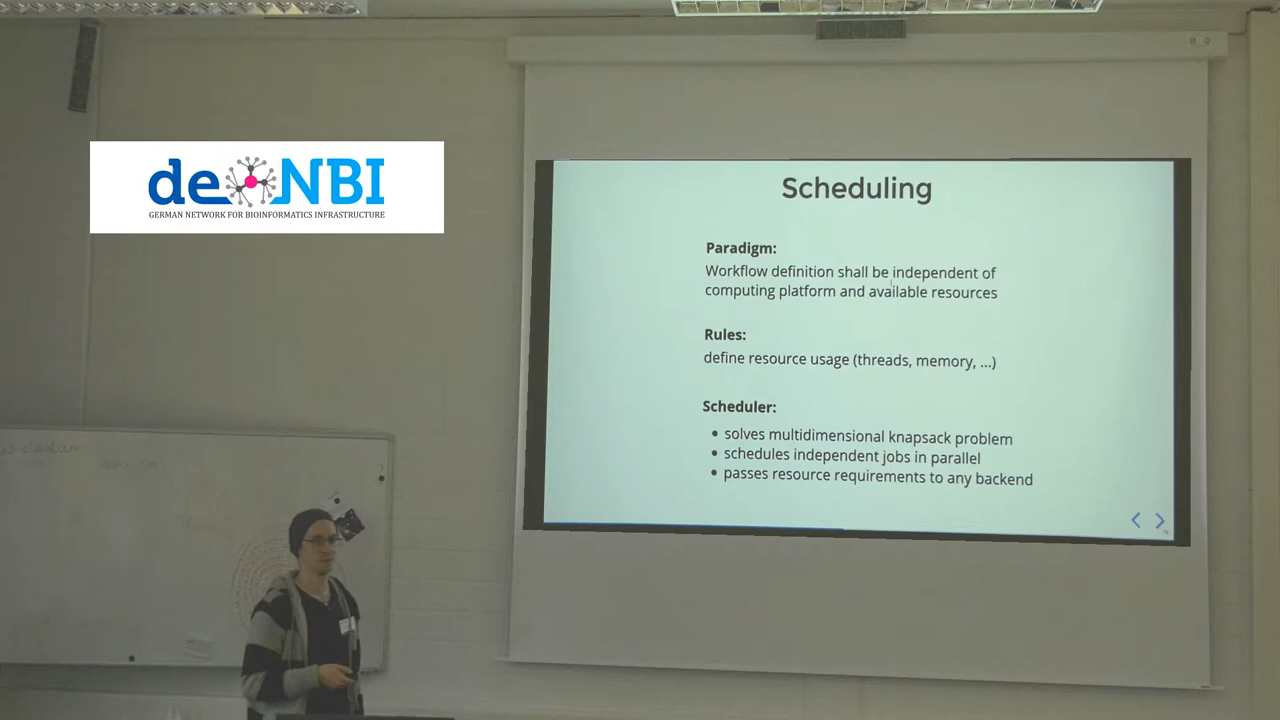 de NBI
GERMAN NETWORK FOR BIOINFORMATICS INFRASTRUCTURE
Scheduling
Paradigm:
Workflow definition shall be independent of
computing platform and available resources
Rules:
define resource usage (threads, memory, ...)
Scheduler:
• solves multidimensional knapsack problem
• schedules independent jobs in parallel
• passes resource requirements to any backend